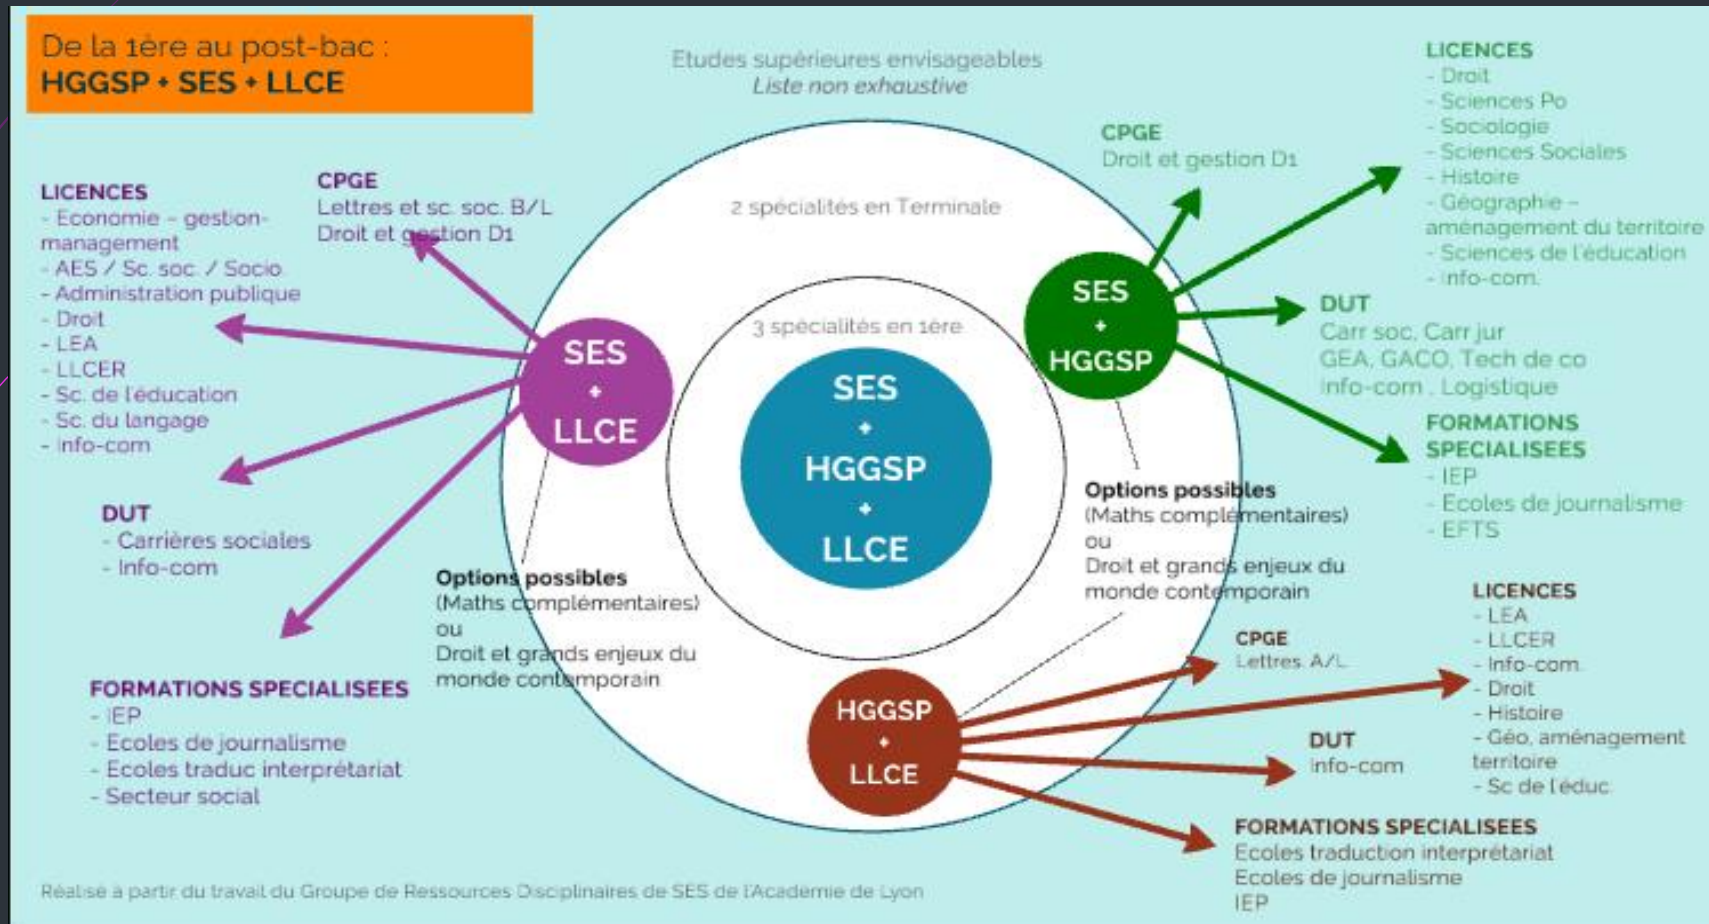 De la 1ère au post-bac :
HGGSP + SES + LLCE
Etudes supérieures envisageables
Liste non exhaustive
2 spécialités en Terminale
3 spécialités en 1ère
SES
+
HGGSP
+
LLCE
LICENCES
- Economie – gestion-
management
- AES / Sc. soc. / Socio.
- Administration publique
- Droit
- LEA
- LLCER
- Sc. de l'éducation
- Sc. du langage
- Info-com
CPGE
Lettres et sc. soc. B/L
Droit et gestion D1
SES
+
LLCE
DUT
- Carrières sociales
- Info-com
FORMATIONS SPECIALISEES
- IEP
- Ecoles de journalisme
- Ecoles traduc interprétariat
- Secteur social
Options possibles
(Maths complémentaires)
ou
Droit et grands enjeux du
monde contemporain
CPGE
Droit et gestion D1
LICENCES
- Droit
- Sciences Po
- Sociologie
- Sciences Sociales
- Histoire
- Géographie –
aménagement du territoire
- Sciences de l'éducation
- Info-com.
SES
+
HGGSP
DUT
Carr soc, Carr jur
GEA, GACO, Tech de co
Info-com , Logistique
FORMATIONS
SPECIALISEES
- IEP
- Ecoles de journalisme
- EFTS
Options possibles
(Maths complémentaires)
ou
Droit et grands enjeux du
monde contemporain
HGGSP
+
LLCE
CPGE
Lettres A/L
LICENCES
- LEA
- LLCER
- Info-com.
- Droit
- Histoire
- Géo, aménagement
territoire
- Sc de l'éduc.
DUT
Info-com
FORMATIONS SPECIALISEES
Ecoles traduction interprétariat
Ecoles de journalisme
IEP
Réalisé à partir du travail du Groupe de Ressources Disciplinaires de SES de l'Académie de Lyon